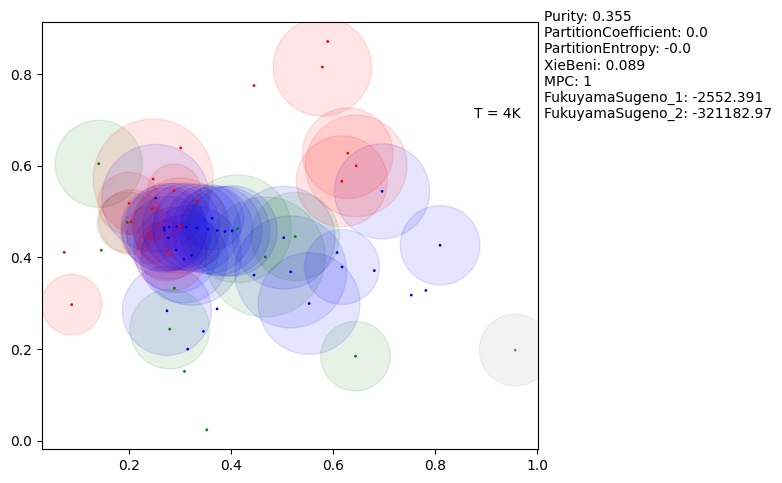 Purity: 0.355
PartitionCoefficient: 0.0
PartitionEntropy: -0.0
XieBeni: 0.089
MPC: 1
FukuyamaSugeno_1: -2552.391
FukuyamaSugeno_2: -321182.97
T = 4K
0.8
0.6
0.4
0.2
0.0
0.2 0.4 0.6 0.8 1.0